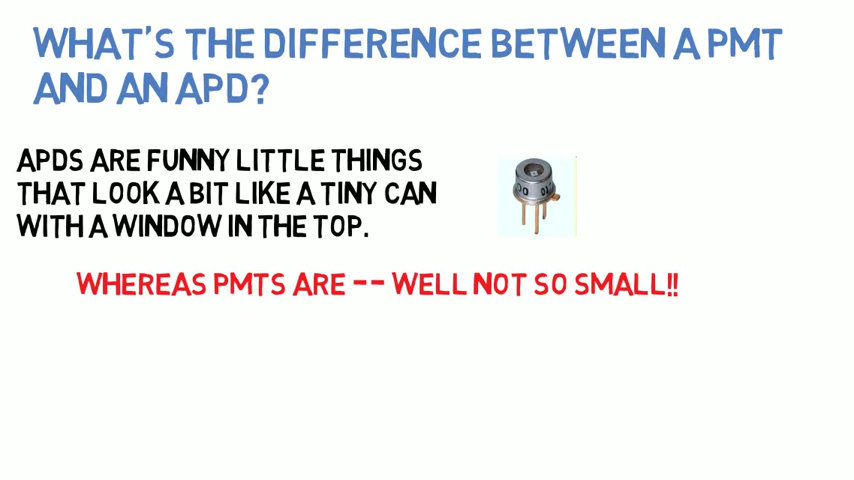 WHAT'S THE DIFFERENCE BETWEEN A PMT
AND AN APD?
APDS ARE FUNNY LITTLE THINGS
THAT LOOK A BIT LIKE A TINY CAN
WITH A WINDOW IN THE TOP.
WHEREAS PMTS ARE -- WELL NOT SO SMALL!!